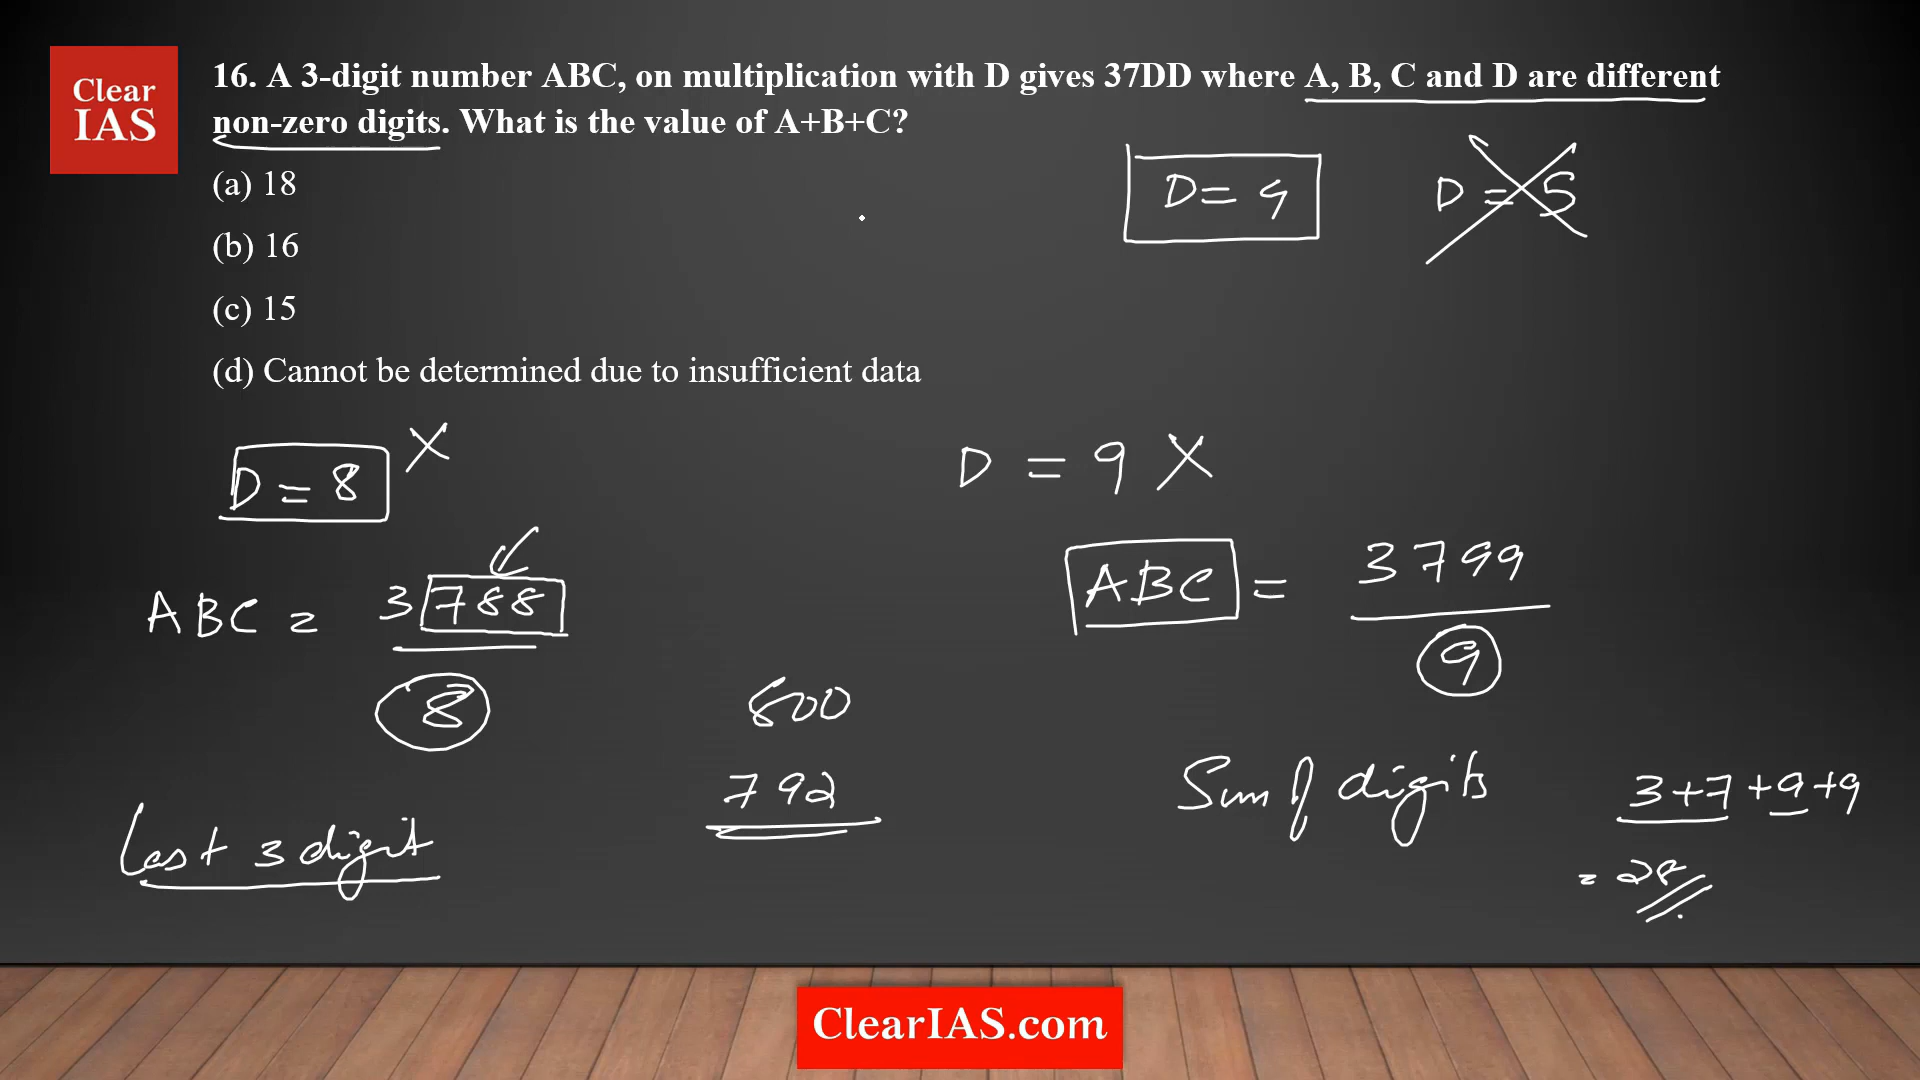 Clear
IAS
16. A 3-digit number ABC, on multiplication with D gives 37DD where A, B, C and D are different
non-zero digits. What is the value of A+B+C?
(a) 18
(b) 16
(c) 15
(d) Cannot be determined due to insufficient data
D = 9
D = 5
D = 8 X
ABC = 3788
8
800
792
Last 3 digit
D = 9 X
ABC = 3799
9
Sum of digits
3+7+9+9
= 28
ClearIAS.com